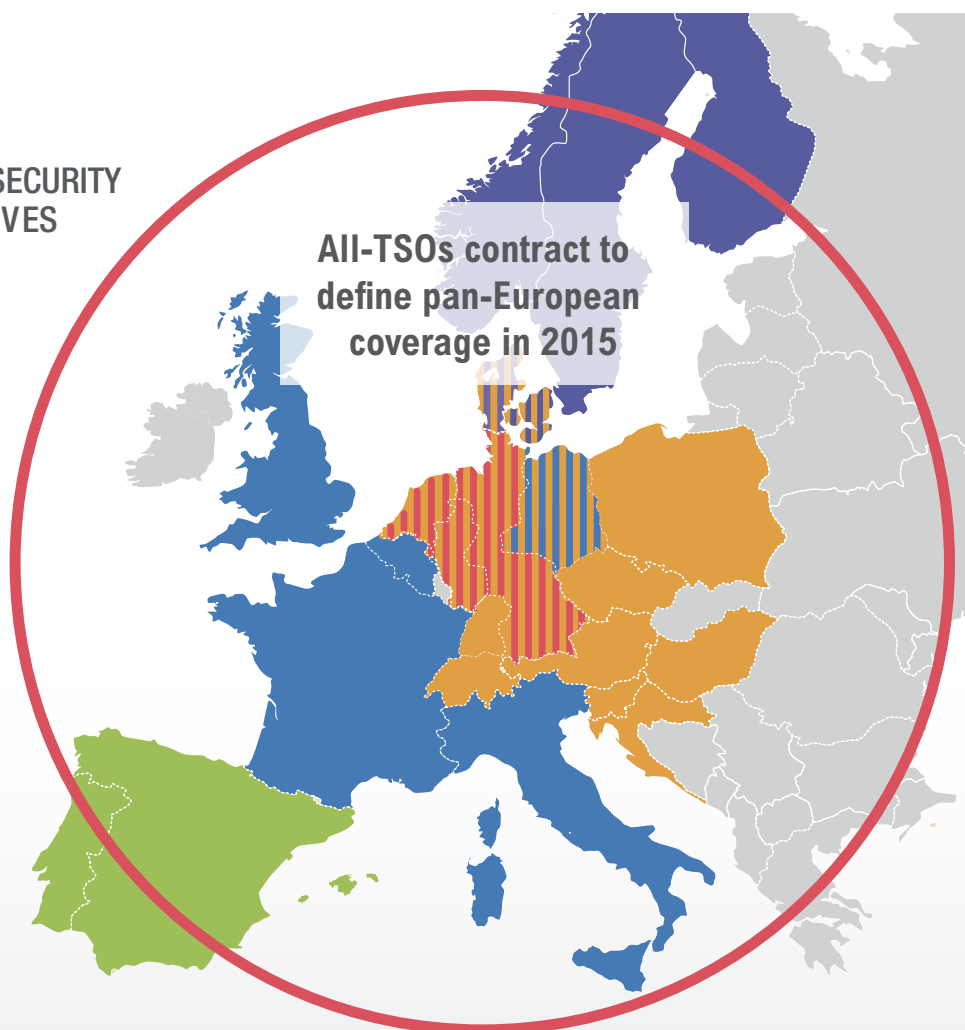 SECURITY
VES
All-TSOs contract to
define pan-European
coverage in 2015